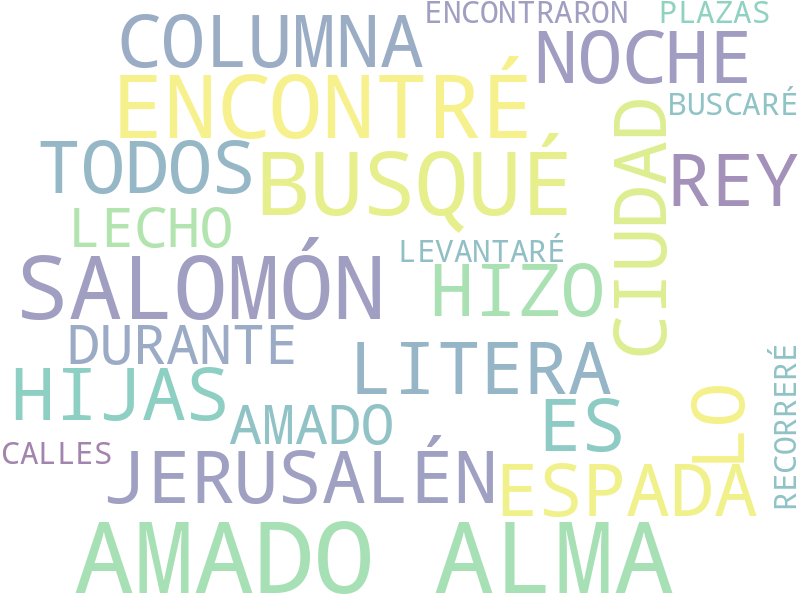 ENCONTRARON PLAZAS
COLUMNA NOCHE
ENCONTRÉ BUSCARÉ
TODOS BUSQUÉ CIUDAD REY
LECHO LEVANTARÉ
SALOMÓN HIZO
DURANTE LITERA
HIJAS AMADO ES LO RECORRERÉ
CALLES JERUSALÉN ESPADA
AMADO ALMA